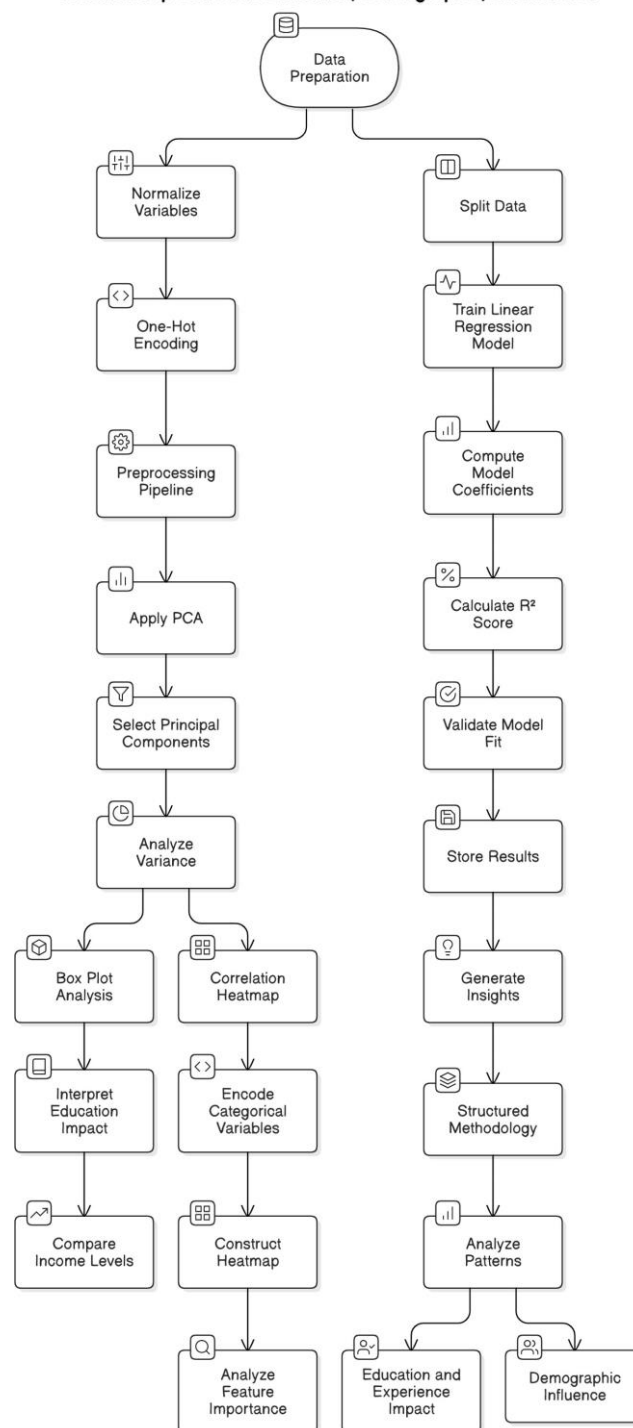 Data
Preparation
Normalize
Variables
Split Data
One-Hot
Encoding
Train Linear
Regression
Model
Preprocessing
Pipeline
Compute
Model
Coefficients
Apply PCA
Calculate R²
Score
Select Principal
Components
Validate Model
Fit
Analyze
Variance
Store Results
Box Plot
Analysis
Correlation
Heatmap
Generate
Insights
Interpret
Education
Impact
Encode
Categorical
Variables
Structured
Methodology
Compare
Income Levels
Construct
Heatmap
Analyze
Patterns
Analyze
Feature
Importance
Education and
Experience
Impact
Demographic
Influence